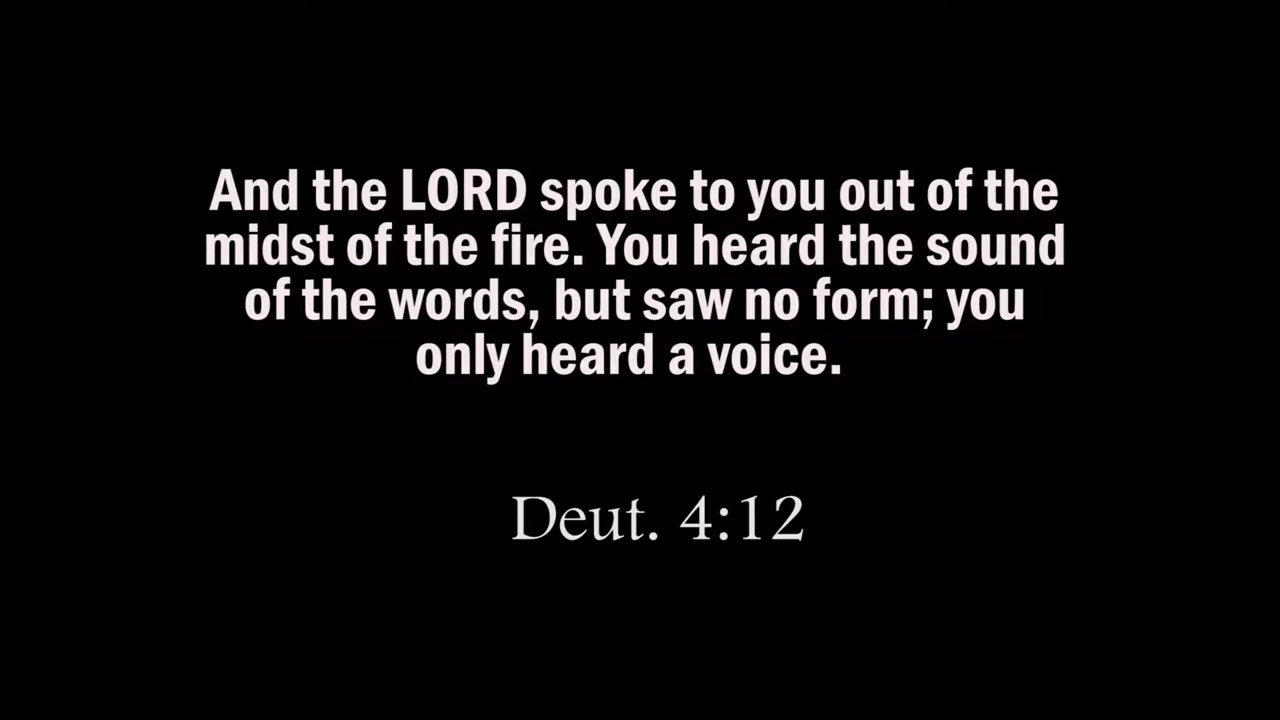 And the LORD spoke to you out of the
midst of the fire. You heard the sound
of the words, but saw no form; you
only heard a voice.
Deut. 4:12